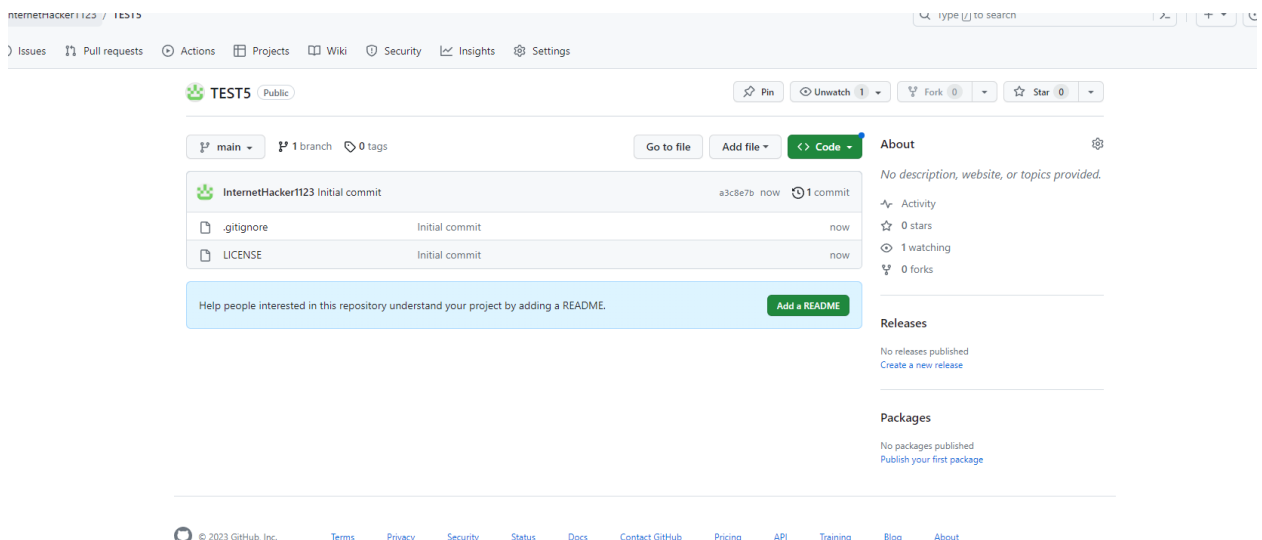 InternetHacker1123 / TEST5
Type / to search
Issues Pull requests Actions Projects Wiki Security Insights Settings
TEST5 Public
Pin Unwatch 1 Fork 0 Star 0
main 1 branch 0 tags
Go to file Add file <> Code
InternetHacker1123 Initial commit a3c8e7b now 1 commit
.gitignore Initial commit now
LICENSE Initial commit now
Help people interested in this repository understand your project by adding a README. Add a README
About
No description, website, or topics provided.
Activity
0 stars
1 watching
0 forks
Releases
No releases published
Create a new release
Packages
No packages published
Publish your first package
© 2023 GitHub, Inc. Terms Privacy Security Status Docs Contact GitHub Pricing API Training Blog About